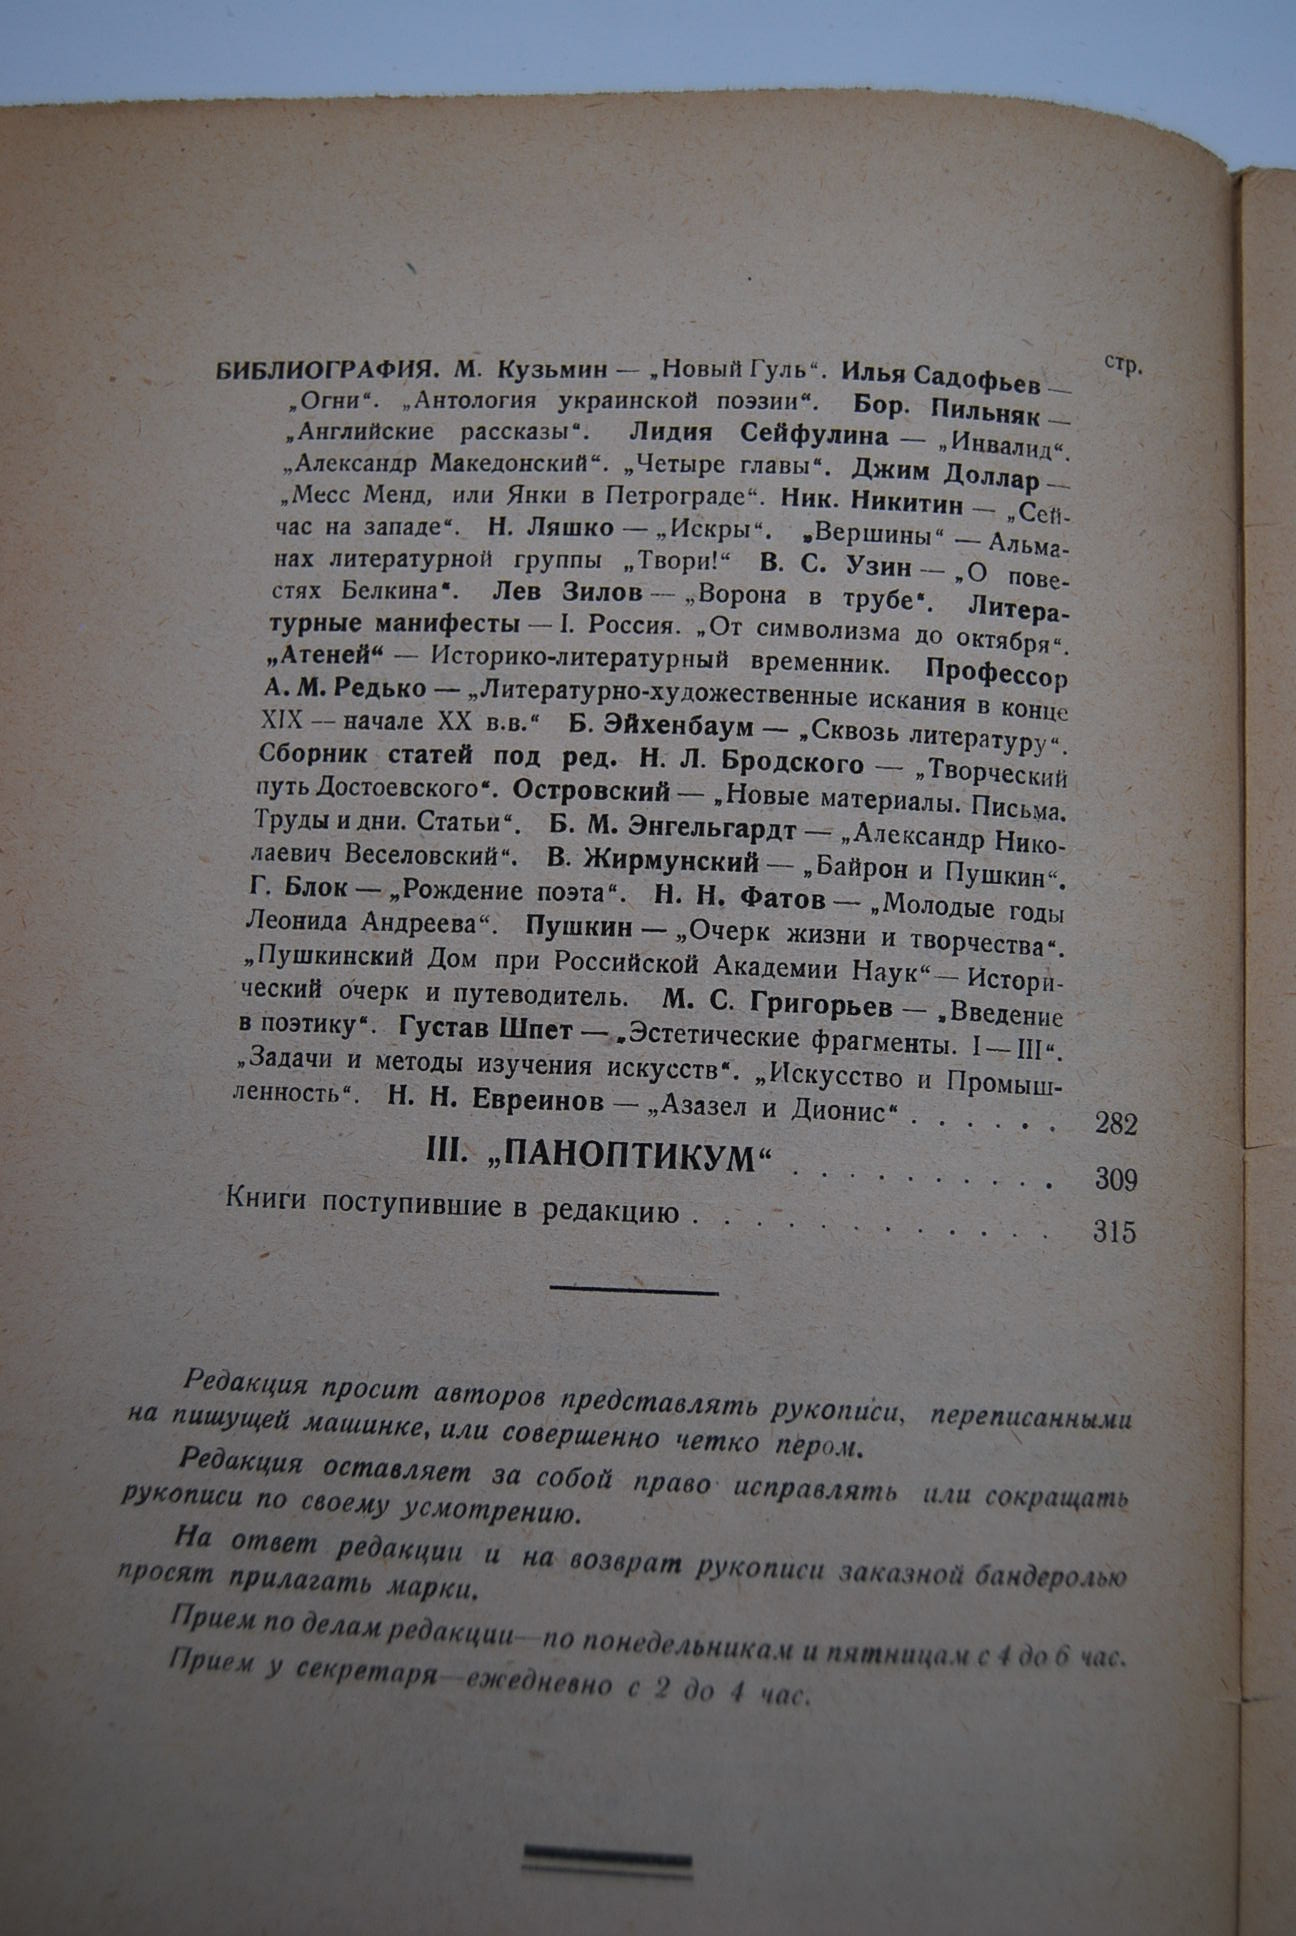 стр.
БИБЛИОГРАФИЯ. М. Кузьмин — „Новый Гуль“. Илья Садофьев —
„Огни“. „Антология украинской поэзии“. Бор. Пильняк —
„Английские рассказы“. Лидия Сейфулина — „Инвалид“.
„Александр Македонский“. „Четыре главы“. Джим Доллар —
„Месс Менд, или Янки в Петрограде“. Ник. Никитин — „Сей-
час на западе“. Н. Ляшко — „Искры“. „Вершины“ — Альма-
нах литературной группы „Твори!“ В. С. Узин — „О пове-
стях Белкина“. Лев Зилов — „Ворона в трубе“. Литера-
турные манифесты — I. Россия. „От символизма до октября“.
„Атеней“ — Историко-литературный временник. Профессор
А. М. Редько — „Литературно-художественные искания в конце
XIX — начале XX в.в.“ Б. Эйхенбаум — „Сквозь литературу“.
Сборник статей под ред. Н. Л. Бродского — „Творческий
путь Достоевского“. Островский — „Новые материалы. Письма.
Труды и дни. Статьи“. Б. М. Энгельгардт — „Александр Нико-
лаевич Веселовский“. В. Жирмунский — „Байрон и Пушкин“.
Г. Блок — „Рождение поэта“. Н. Н. Фатов — „Молодые годы
Леонида Андреева“. Пушкин — „Очерк жизни и творчества“.
„Пушкинский Дом при Российской Академии Наук“ — Истори-
ческий очерк и путеводитель. М. С. Григорьев — „Введение
в поэтику“. Густав Шпет — „Эстетические фрагменты. I — III“.
„Задачи и методы изучения искусств“. „Искусство и Промыш-
ленность“. Н. Н. Евреинов — „Азазел и Дионис“ . . . . . . 282
III. „ПАНОПТИКУМ“ . . . . . . . . . . 309
Книги поступившие в редакцию . . . . . . . . . . . . 315
Редакция просит авторов представлять рукописи, переписанными
на пишущей машинке, или совершенно четко пером.
Редакция оставляет за собой право исправлять или сокращать
рукописи по своему усмотрению.
На ответ редакции и на возврат рукописи заказной бандеролью
просят прилагать марки.
Прием по делам редакции — по понедельникам и пятницам с 4 до 6 час.
Прием у секретаря — ежедневно с 2 до 4 час.